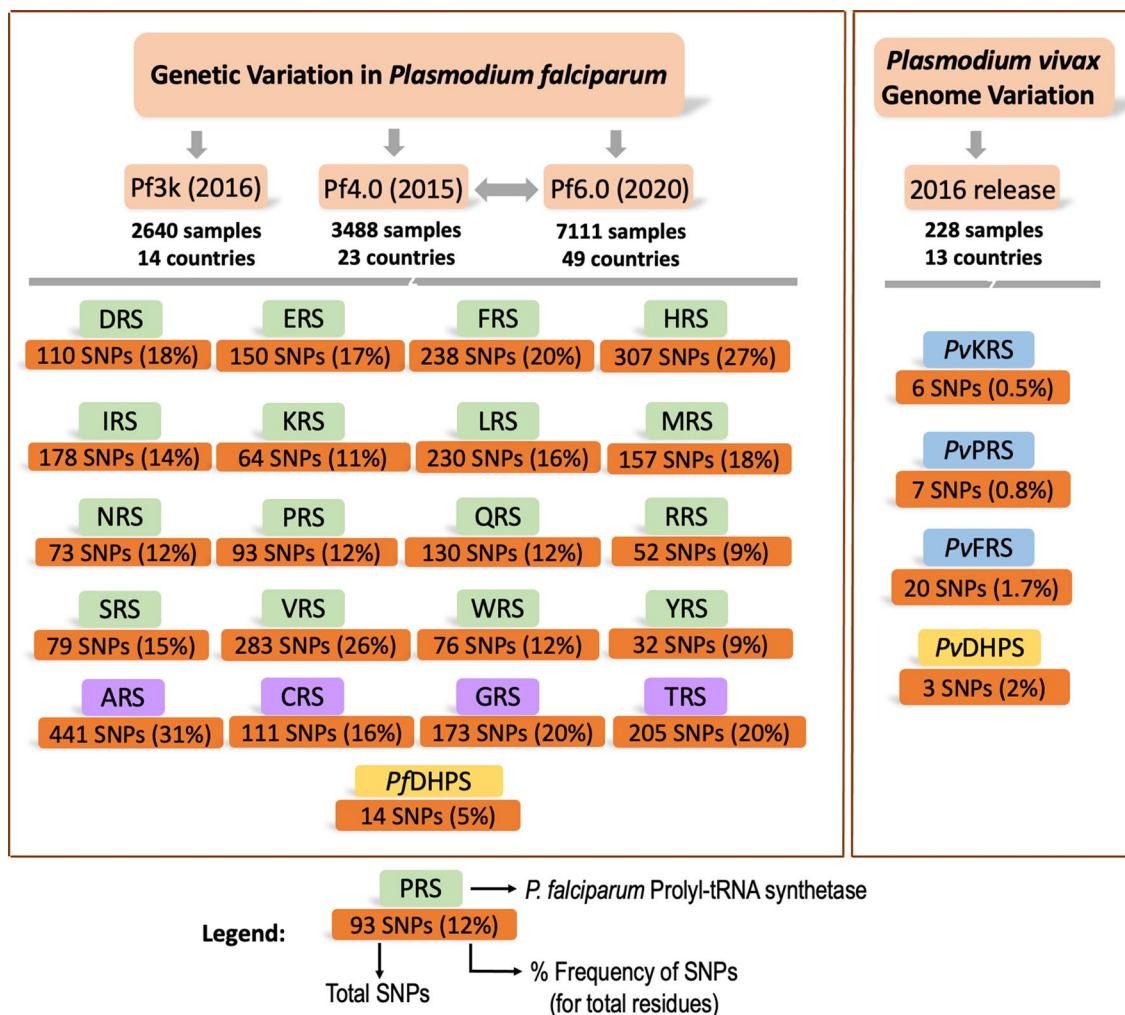 Genetic Variation in Plasmodium falciparum
Pf3k (2016)
Pf4.0 (2015)
Pf6.0 (2020)
2640 samples
14 countries
3488 samples
23 countries
7111 samples
49 countries
DRS
110 SNPs (18%)
ERS
150 SNPs (17%)
FRS
238 SNPs (20%)
HRS
307 SNPs (27%)
IRS
178 SNPs (14%)
KRS
64 SNPs (11%)
LRS
230 SNPs (16%)
MRS
157 SNPs (18%)
NRS
73 SNPs (12%)
PRS
93 SNPs (12%)
QRS
130 SNPs (12%)
RRS
52 SNPs (9%)
SRS
79 SNPs (15%)
VRS
283 SNPs (26%)
WRS
76 SNPs (12%)
YRS
32 SNPs (9%)
ARS
441 SNPs (31%)
CRS
111 SNPs (16%)
GRS
173 SNPs (20%)
TRS
205 SNPs (20%)
PfDHPS
14 SNPs (5%)
Plasmodium vivax
Genome Variation
2016 release
228 samples
13 countries
PvKRS
6 SNPs (0.5%)
PvPRS
7 SNPs (0.8%)
PvFRS
20 SNPs (1.7%)
PvDHPS
3 SNPs (2%)
Legend:
PRS
P. falciparum Prolyl-tRNA synthetase
93 SNPs (12%)
Total SNPs
% Frequency of SNPs
(for total residues)